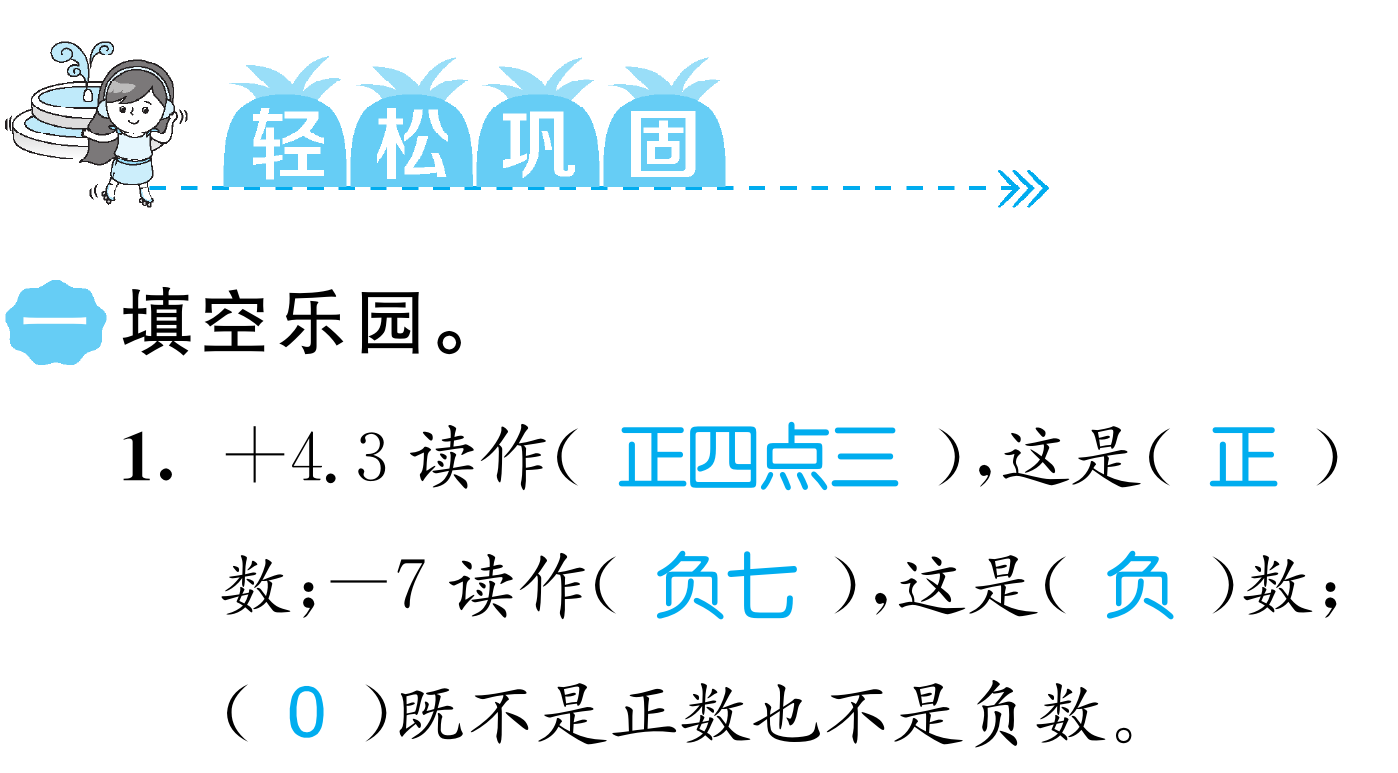 轻松巩固
一 填空乐园。
1. +4.3读作( 正四点三 ),这是( 正 )
数;—7读作( 负七 ),这是( 负 )数;
( 0 )既不是正数也不是负数。